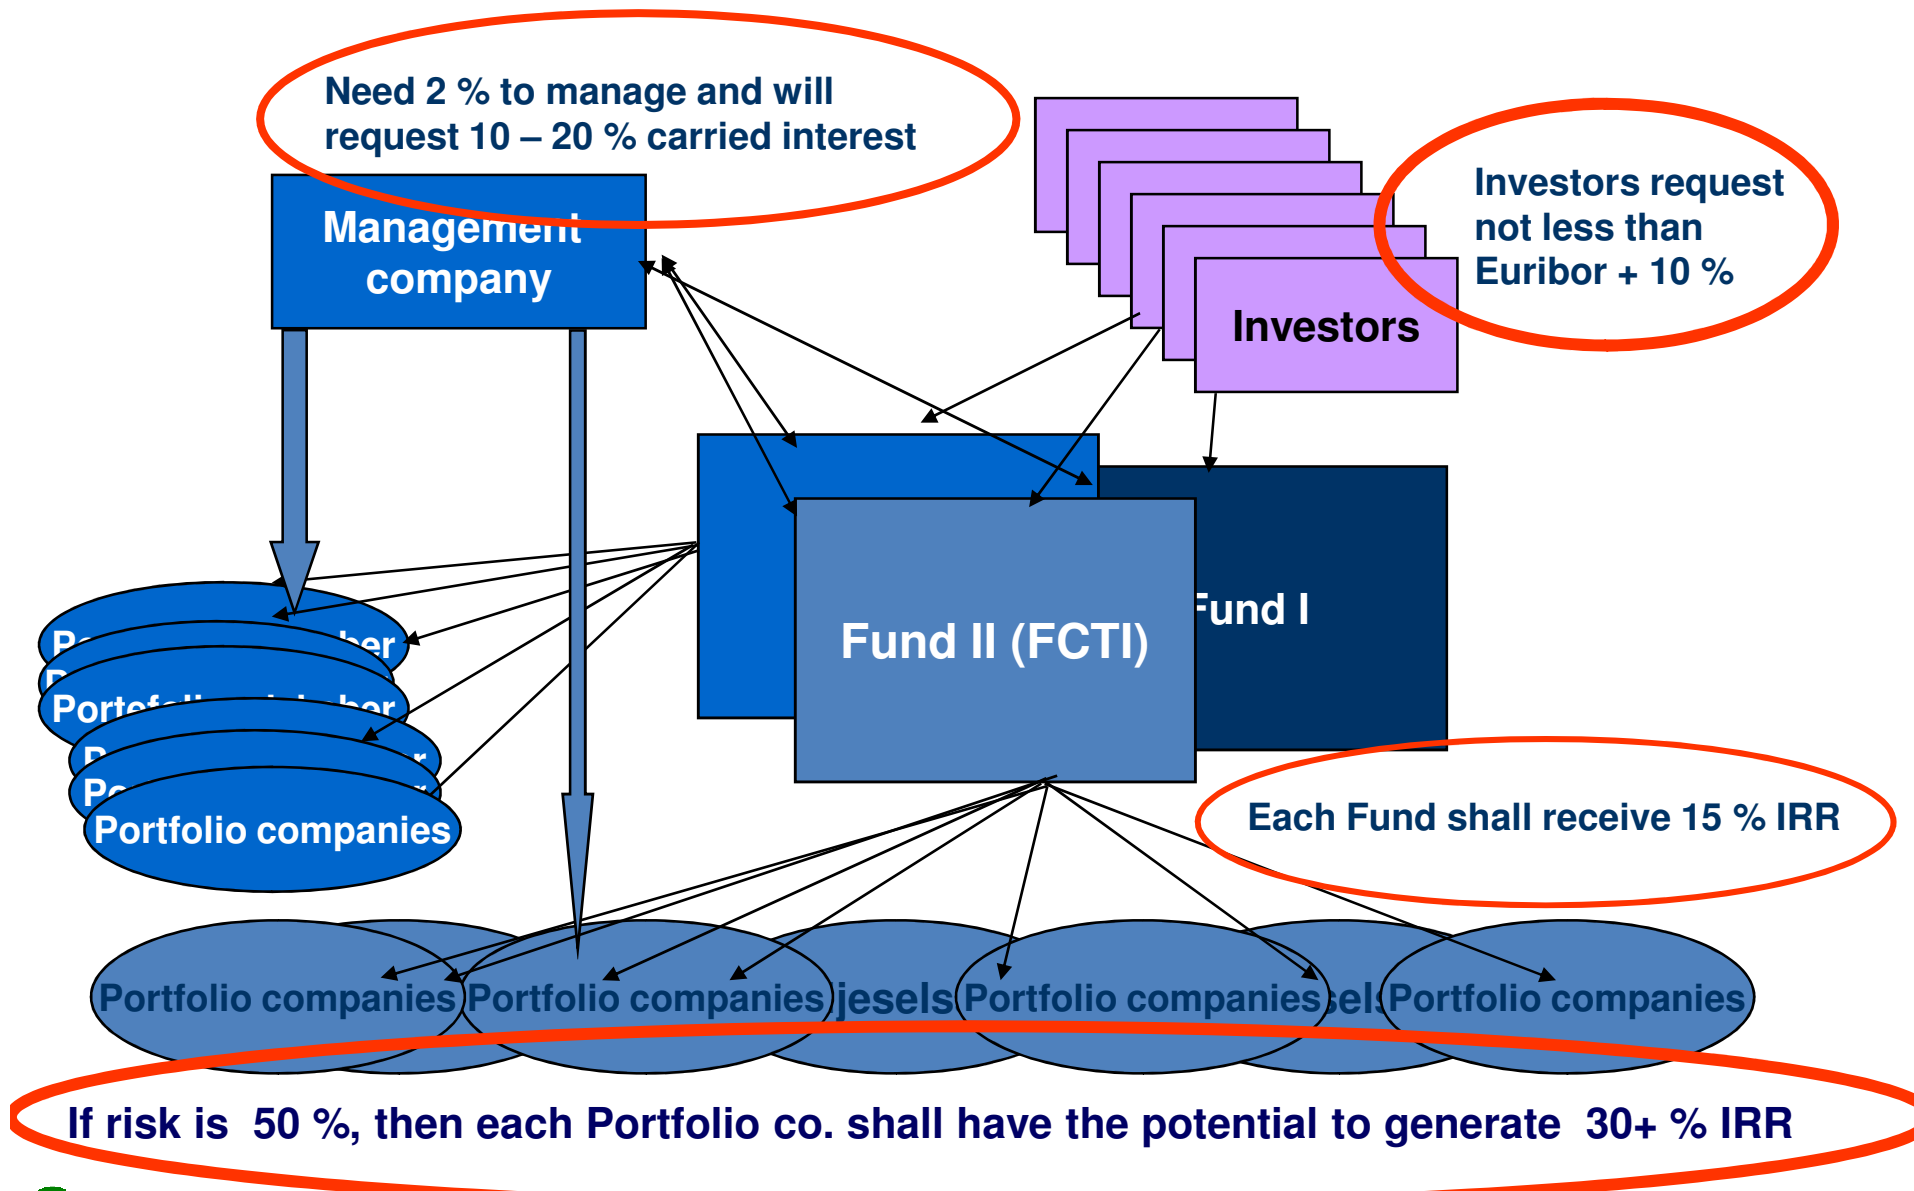 Need 2 % to manage and will
request 10 – 20 % carried interest
Management
company
Investors request
not less than
Euribor + 10 %
Investors
Fund I
Fund II (FCTI)
Portfolio companies
Each Fund shall receive 15 % IRR
Portfolio companies
Portfolio companies
Portfolio companies
Portfolio companies
If risk is 50 %, then each Portfolio co. shall have the potential to generate 30+ % IRR